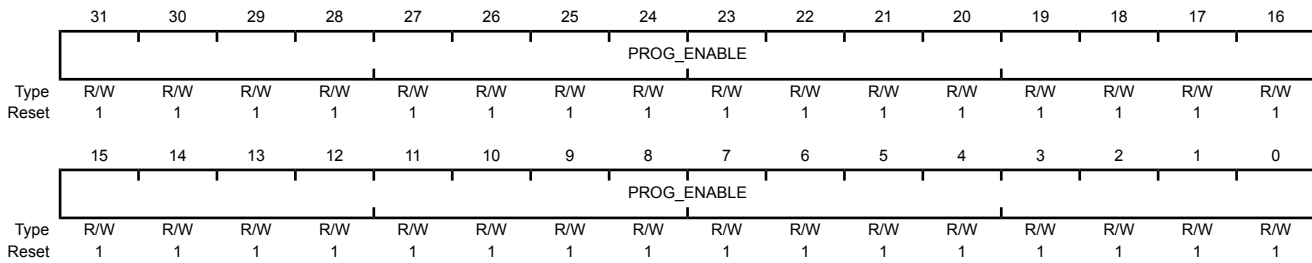 31 30 29 28 27 26 25 24 23 22 21 20 19 18 17 16
PROG_ENABLE
Type R/W R/W R/W R/W R/W R/W R/W R/W R/W R/W R/W R/W R/W R/W R/W R/W
Reset 1 1 1 1 1 1 1 1 1 1 1 1 1 1 1 1
15 14 13 12 11 10 9 8 7 6 5 4 3 2 1 0
PROG_ENABLE
Type R/W R/W R/W R/W R/W R/W R/W R/W R/W R/W R/W R/W R/W R/W R/W R/W
Reset 1 1 1 1 1 1 1 1 1 1 1 1 1 1 1 1